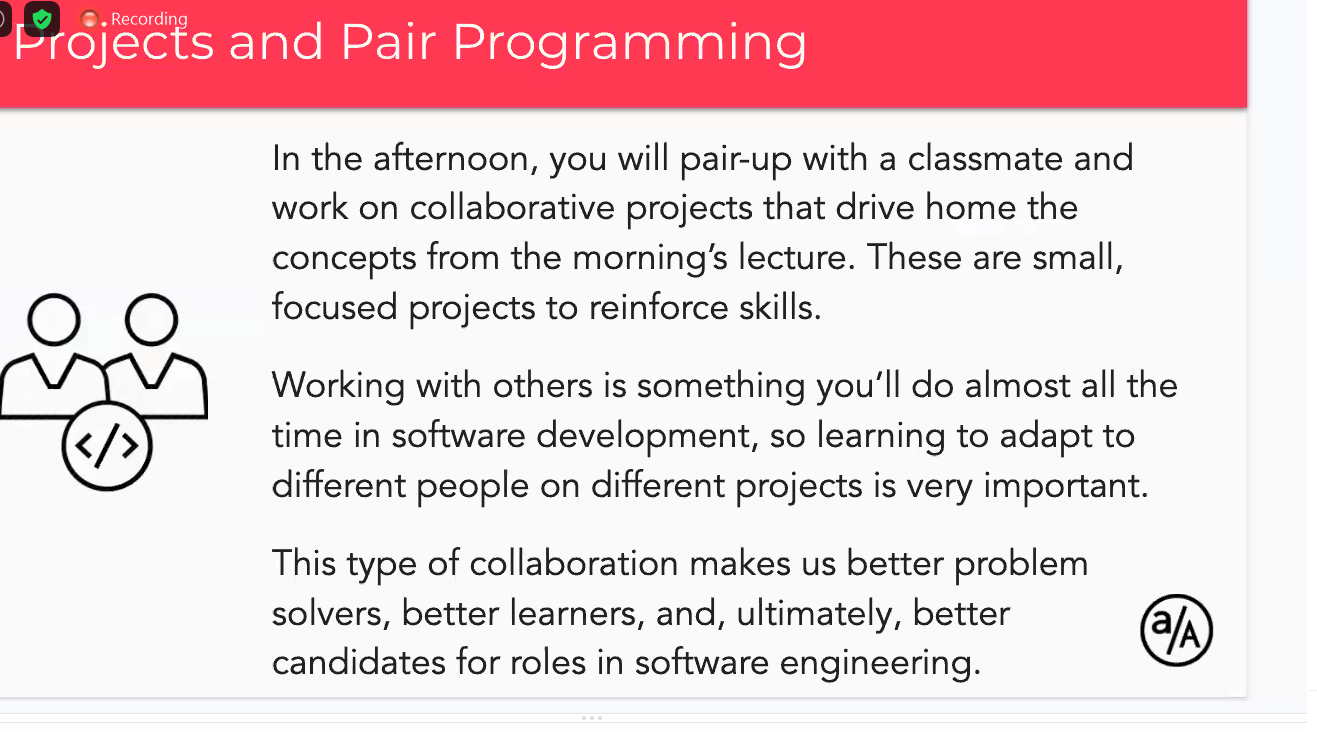 Recording
Projects and Pair Programming
In the afternoon, you will pair-up with a classmate and
work on collaborative projects that drive home the
concepts from the morning’s lecture. These are small,
focused projects to reinforce skills.
Working with others is something you’ll do almost all the
time in software development, so learning to adapt to
different people on different projects is very important.
This type of collaboration makes us better problem
solvers, better learners, and, ultimately, better
candidates for roles in software engineering.
</>
a/A